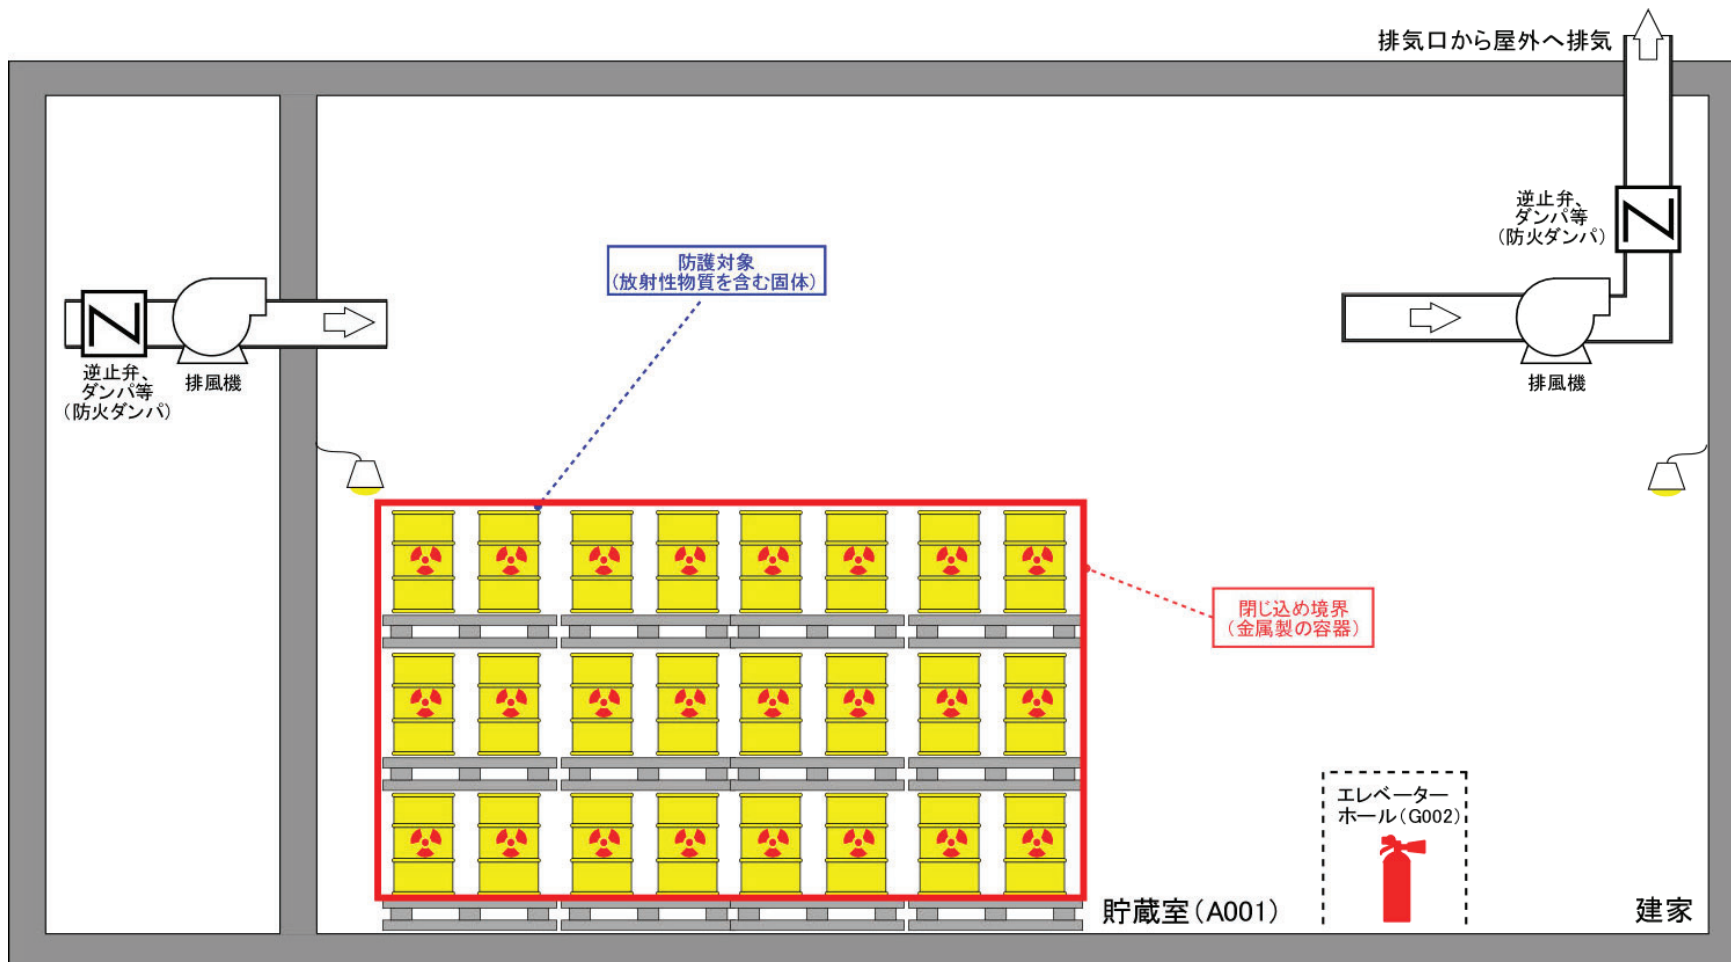 排気口から屋外へ排気
逆止弁、
ダンパ等
（防火ダンパ）
防護対象
（放射性物質を含む固体）
逆止弁、
ダンパ等
（防火ダンパ）
排風機
排風機
閉じ込め境界
（金属製の容器）
エレベーター
ホール（G002）
貯蔵室（A001）
建家